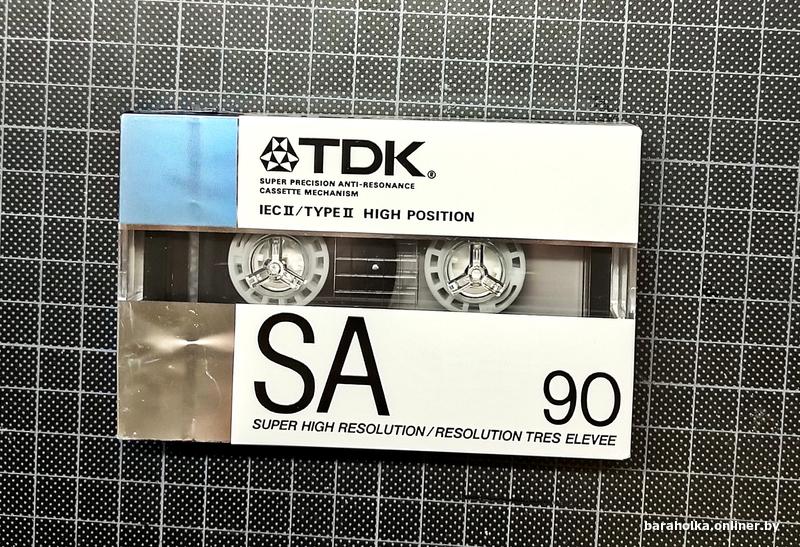 TDK®
SUPER PRECISION ANTI-RESONANCE
CASSETTE MECHANISM
IEC II/TYPE II HIGH POSITION
SA
90
SUPER HIGH RESOLUTION/RESOLUTION TRES ELEVEE
baraholka.onliner.by